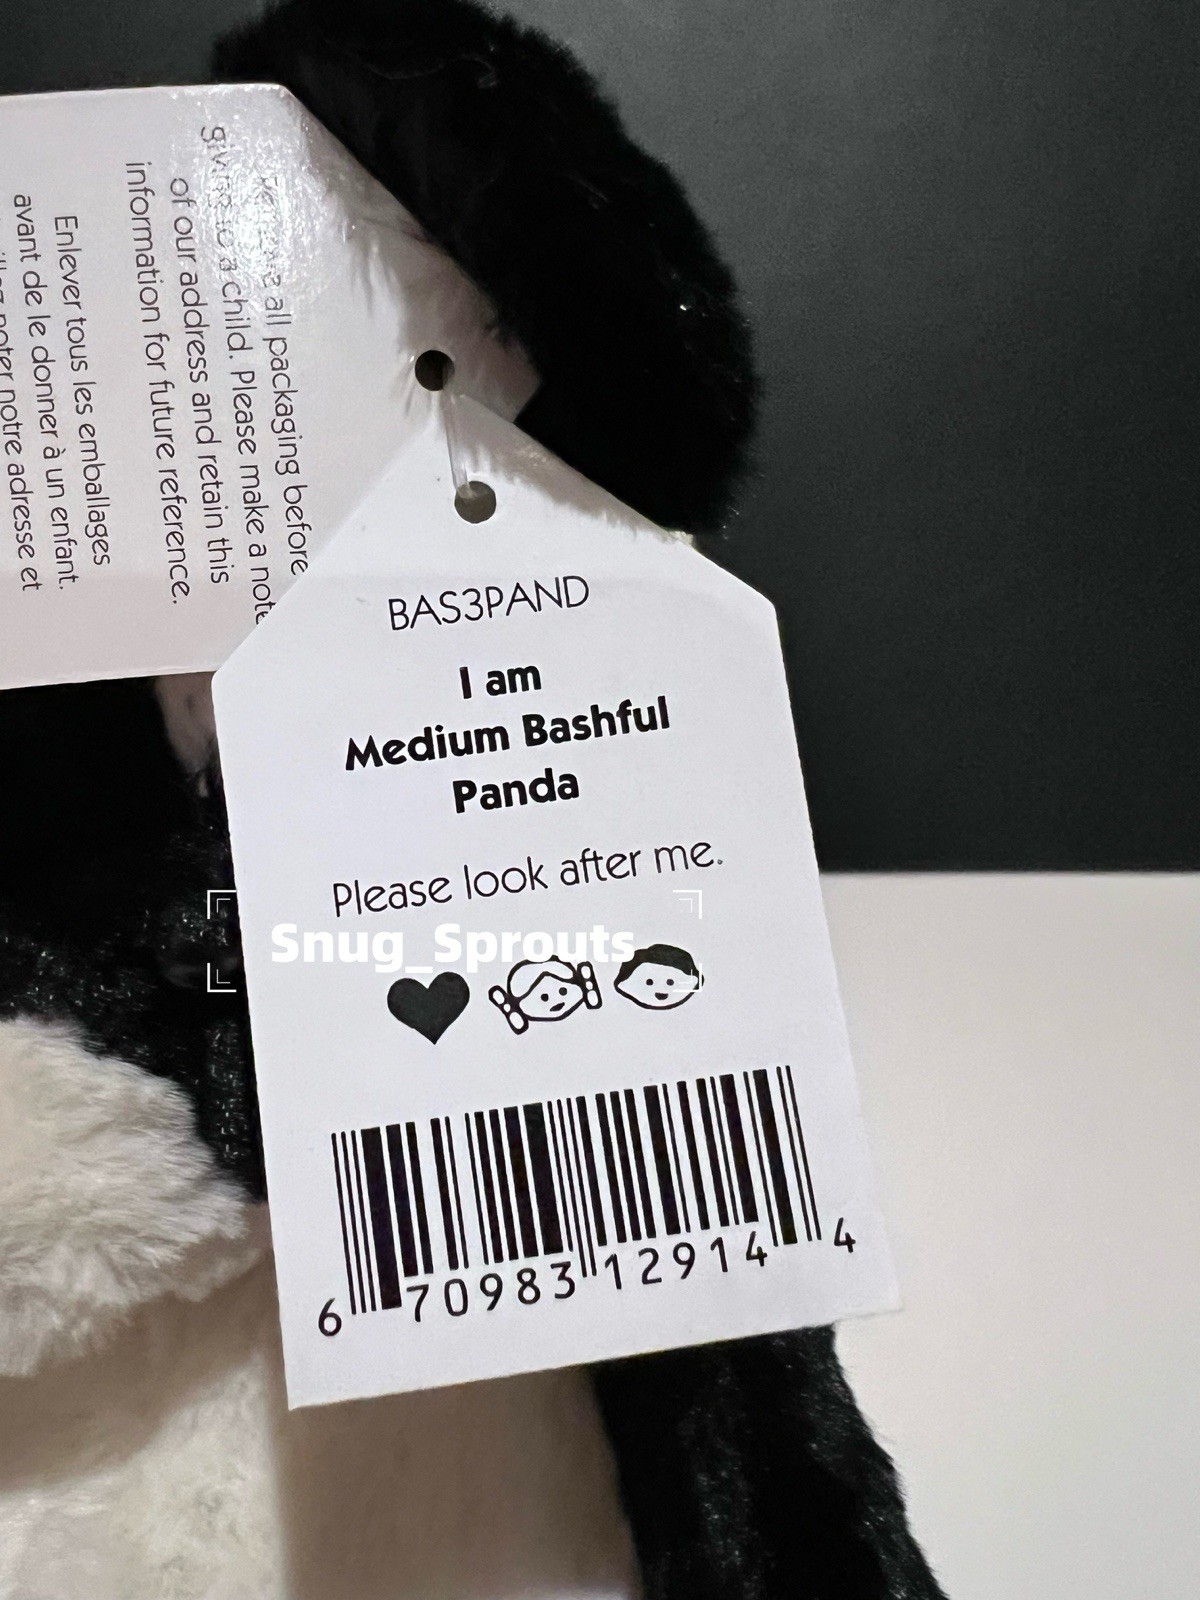 Remove all packaging before
giving to a child. Please make a note
of our address and retain this
information for future reference.
Enlever tous les emballages
avant de le donner à un enfant.
noter notre adresse et
BAS3PAND
I am
Medium Bashful
Panda
Please look after me.
Snug_Sprouts
6 70983 12914 4